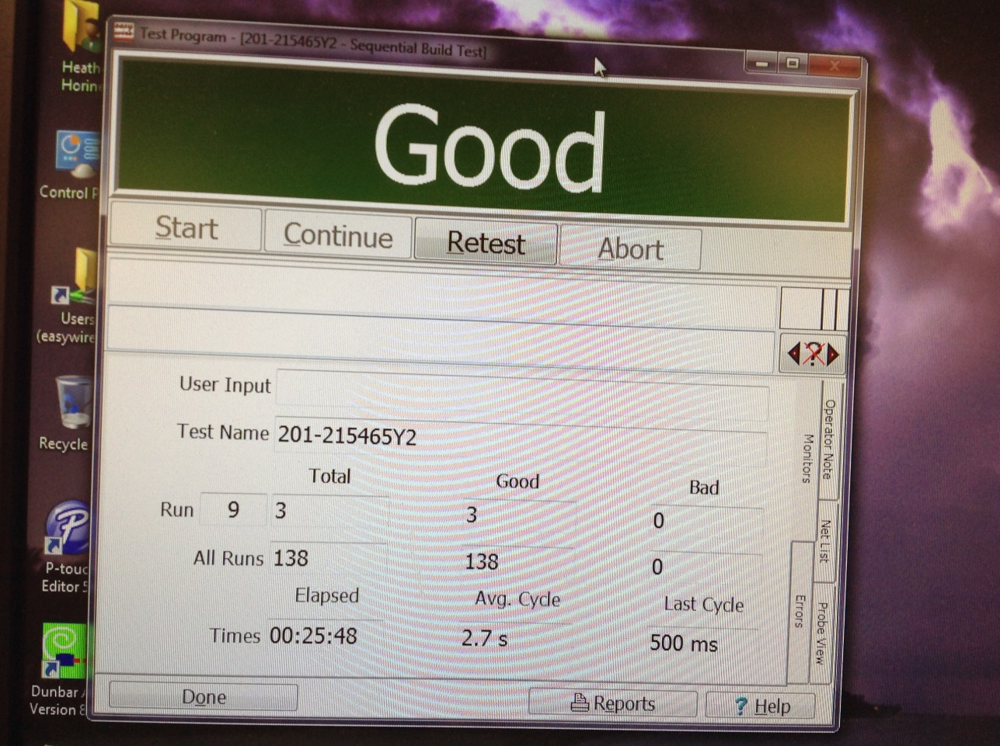 Test Program - [201-215465Y2 - Sequential Build Test]
Good
Start Continue Retest Abort
User Input
Test Name 201-215465Y2
Total Good Bad
Run 9 3 3 0
All Runs 138 138 0
Elapsed Avg. Cycle Last Cycle
Times 00:25:48 2.7 s 500 ms
Done Reports ? Help
Operator Note
Monitors
Net List
Errors
Probe View
Heath
Control P
Users
(easywire
Recycle
P-touc
Editor 5
Dunbar
Version 8